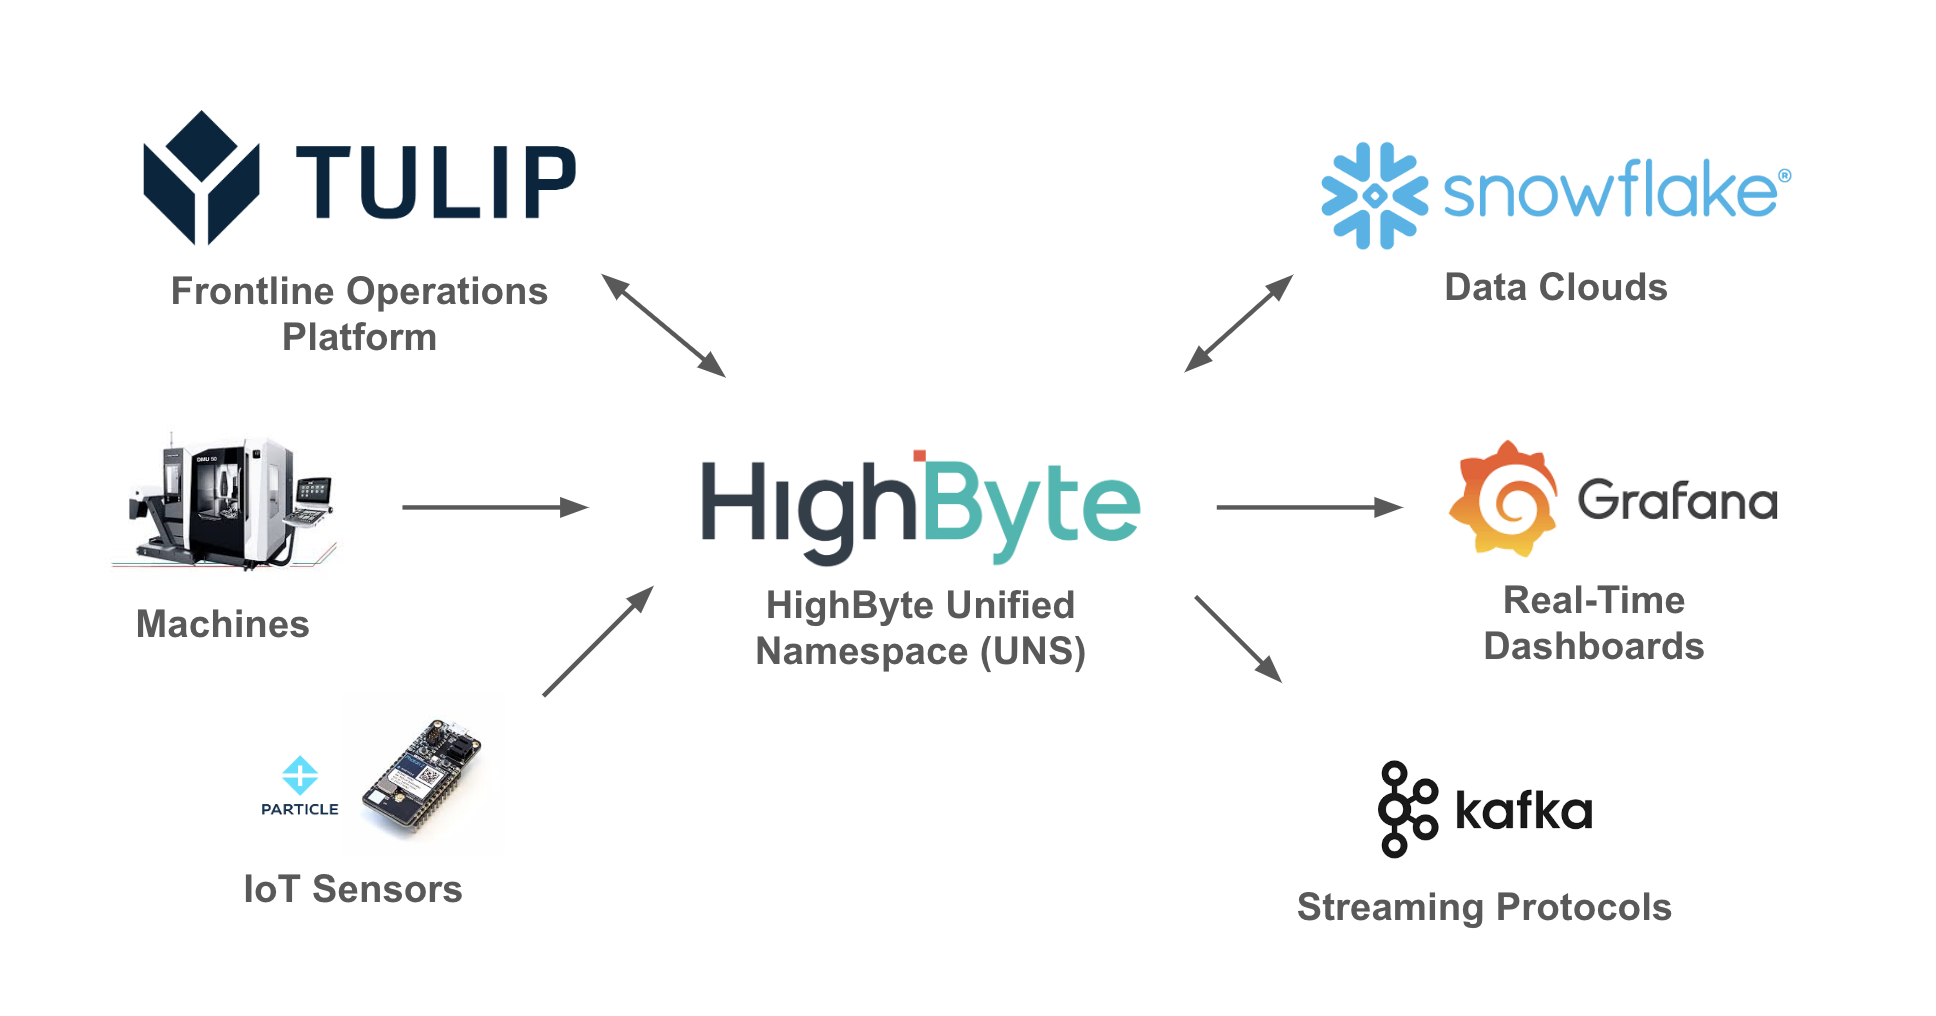 TULIP
Frontline Operations
Platform
snowflake®
Data Clouds
DMU 50
Machines
HighByte
HighByte Unified
Namespace (UNS)
Grafana
Real-Time
Dashboards
PARTICLE
IoT Sensors
kafka
Streaming Protocols